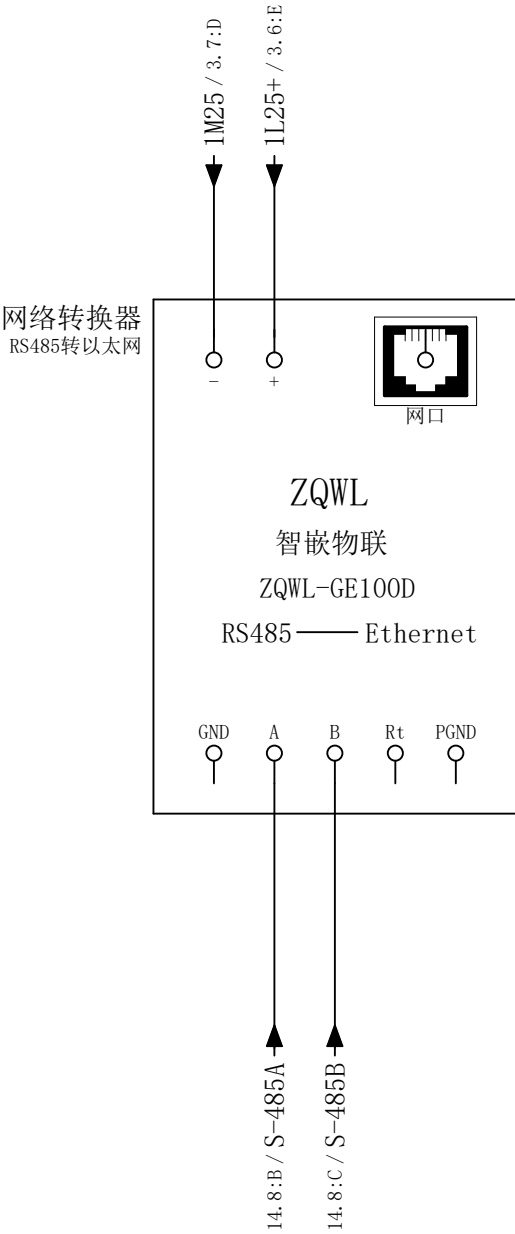 1M25 / 3.7:D
1L25+ / 3.6:E
网络转换器
RS485转以太网
-
+
网口
ZQWL
智嵌物联
ZQWL-GE100D
RS485 —— Ethernet
GND A B Rt PGND
14.8:B / S-485A
14.8:C / S-485B